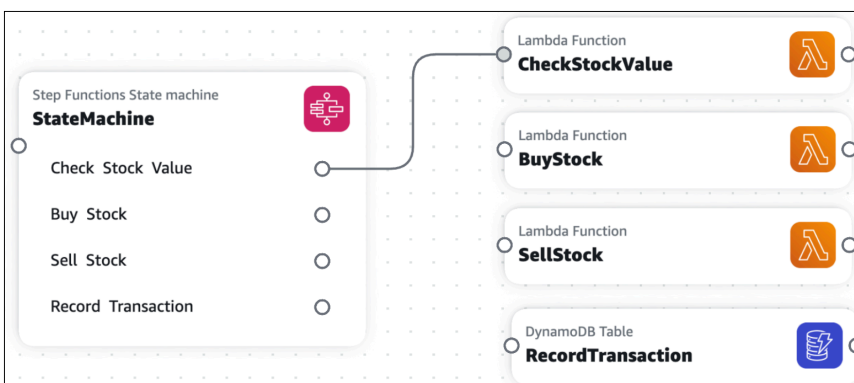 Step Functions State machine
StateMachine
Check Stock Value
Buy Stock
Sell Stock
Record Transaction
Lambda Function
CheckStockValue
Lambda Function
BuyStock
Lambda Function
SellStock
DynamoDB Table
RecordTransaction